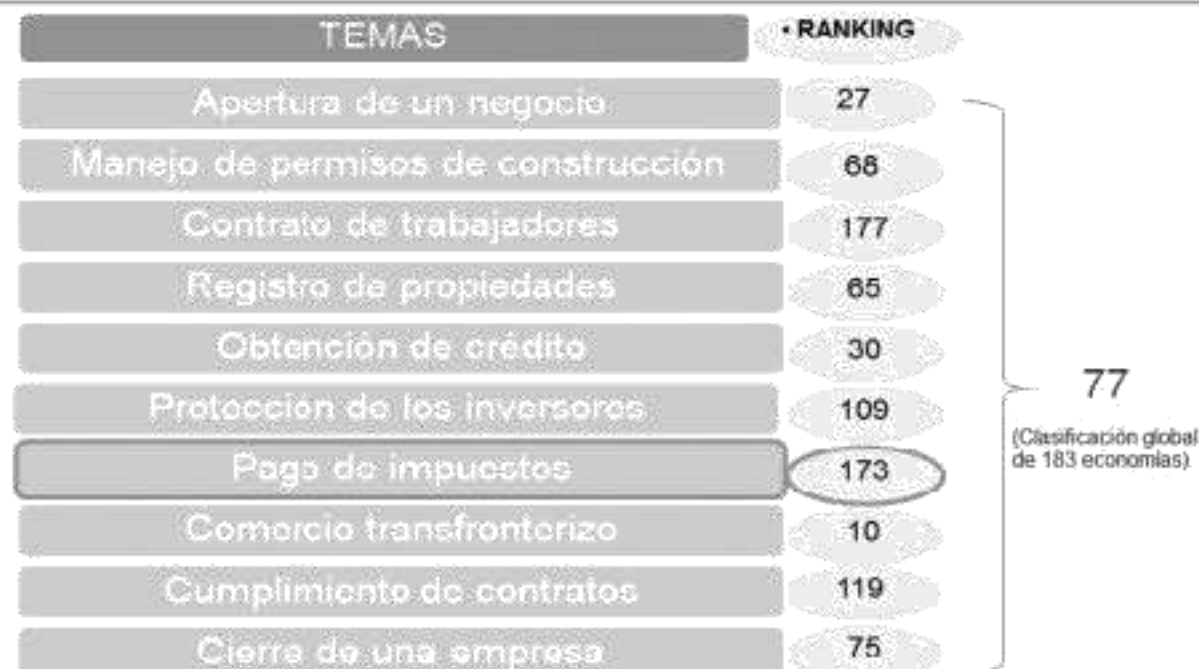 TEMAS • RANKING
Apertura de un negocio 27
Manejo de permisos de construcción 68
Contrato de trabajadores 177
Registro de propiedades 65
Obtención de crédito 30
Protección de los inversores 109
Pago de impuestos 173
Comercio transfronterizo 10
Cumplimiento de contratos 119
Cierre de una empresa 75
77
(Clasificación global
de 183 economías)